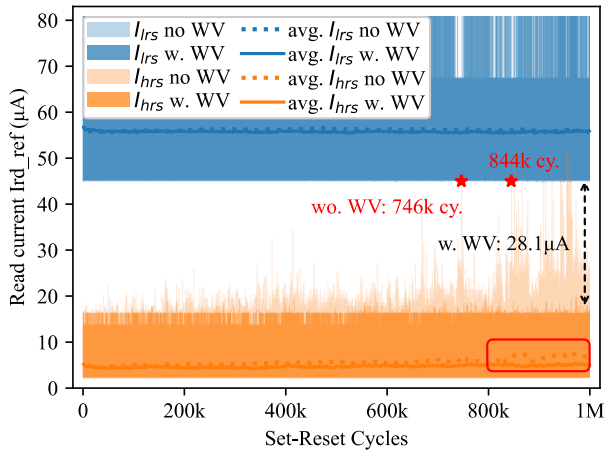 80
70
60
50
40
30
20
10
0
Read current Ird_ref (μA)
I_lrs no WV
I_lrs w. WV
I_hrs no WV
I_hrs w. WV
avg. I_lrs no WV
avg. I_lrs w. WV
avg. I_hrs no WV
avg. I_hrs w. WV
844k cy.
wo. WV: 746k cy.
w. WV: 28.1μA
0
200k
400k
600k
800k
1M
Set-Reset Cycles